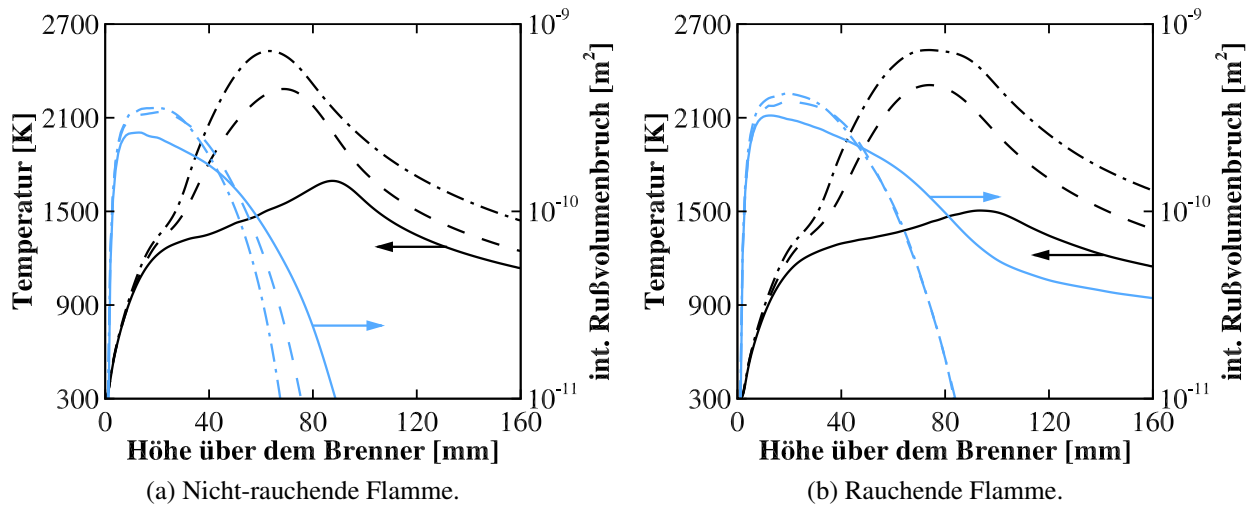 2700
2100
1500
900
300
Temperatur [K]
10-9
10-10
10-11
int. Rußvolumenbruch [m2]
0 40 80 120 160
Höhe über dem Brenner [mm]
(a) Nicht-rauchende Flamme.
2700
2100
1500
900
300
Temperatur [K]
10-9
10-10
10-11
int. Rußvolumenbruch [m2]
0 40 80 120 160
Höhe über dem Brenner [mm]
(b) Rauchende Flamme.